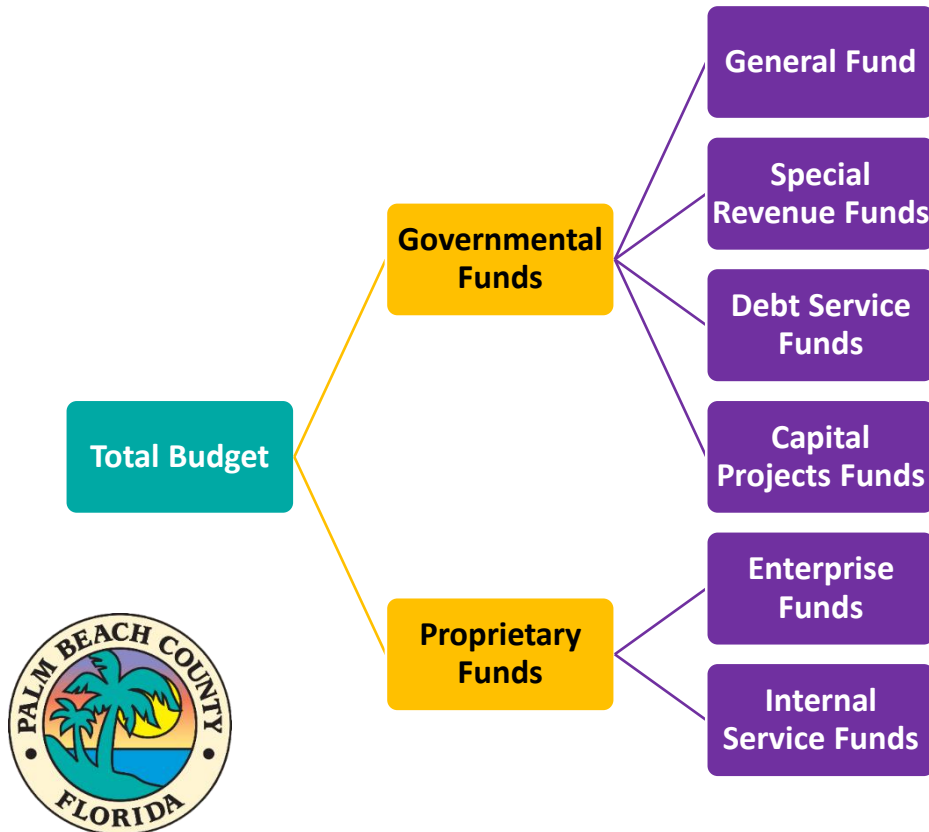 General Fund
Special
Revenue Funds
Governmental
Funds
Debt Service
Funds
Total Budget
Capital
Projects Funds
Enterprise
Funds
Proprietary
Funds
Internal
Service Funds
PALM BEACH COUNTY
FLORIDA